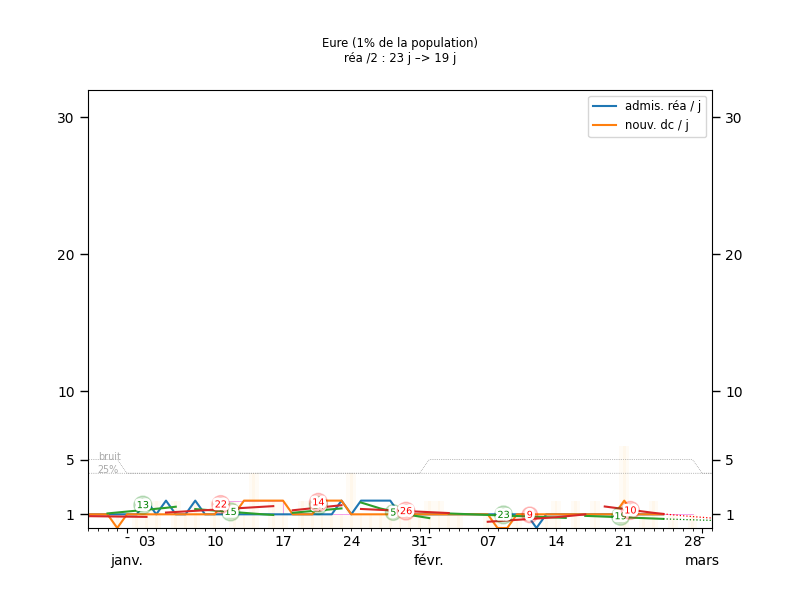 Eure (1% de la population)
réa /2 : 23 j –> 19 j
admis. réa / j
nouv. dc / j
30 30
20 20
10 10
5 5
bruit
25%
1 1
13 22 15 14 5 26 23 9 19 10
03 10 17 24 31 07 14 21 28
janv. févr. mars